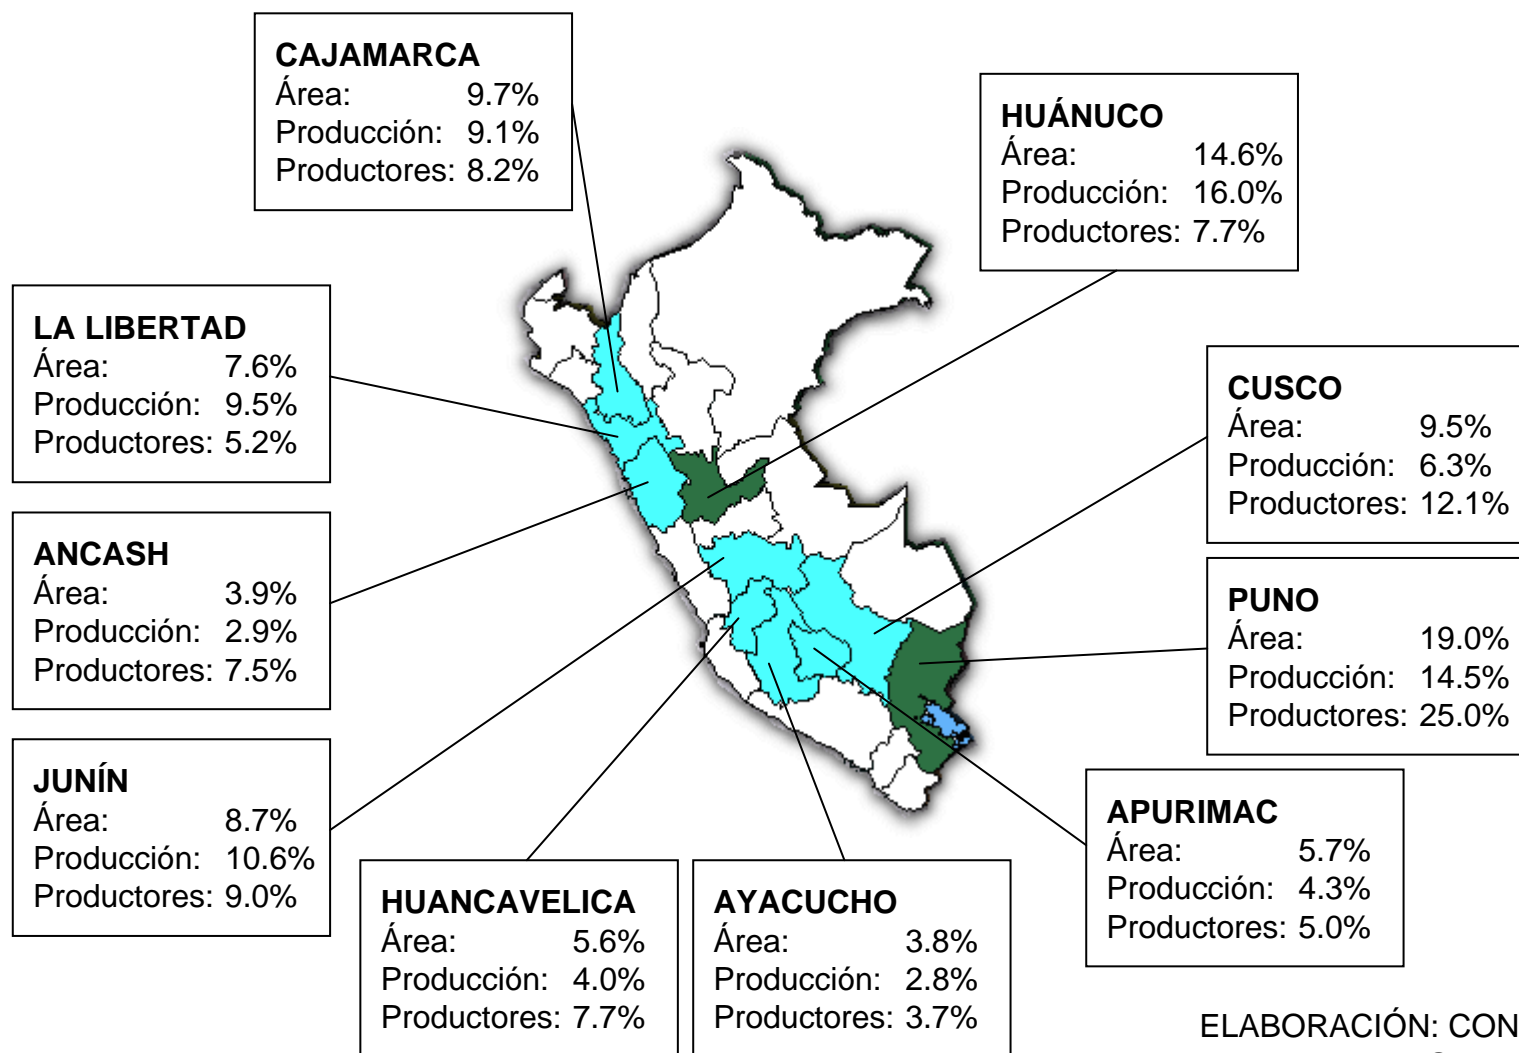 CAJAMARCA
Área: 9.7%
Producción: 9.1%
Productores: 8.2%
HUÁNUCO
Área: 14.6%
Producción: 16.0%
Productores: 7.7%
LA LIBERTAD
Área: 7.6%
Producción: 9.5%
Productores: 5.2%
CUSCO
Área: 9.5%
Producción: 6.3%
Productores: 12.1%
ANCASH
Área: 3.9%
Producción: 2.9%
Productores: 7.5%
PUNO
Área: 19.0%
Producción: 14.5%
Productores: 25.0%
JUNÍN
Área: 8.7%
Producción: 10.6%
Productores: 9.0%
HUANCAVELICA
Área: 5.6%
Producción: 4.0%
Productores: 7.7%
AYACUCHO
Área: 3.8%
Producción: 2.8%
Productores: 3.7%
APURIMAC
Área: 5.7%
Producción: 4.3%
Productores: 5.0%
ELABORACIÓN: CON